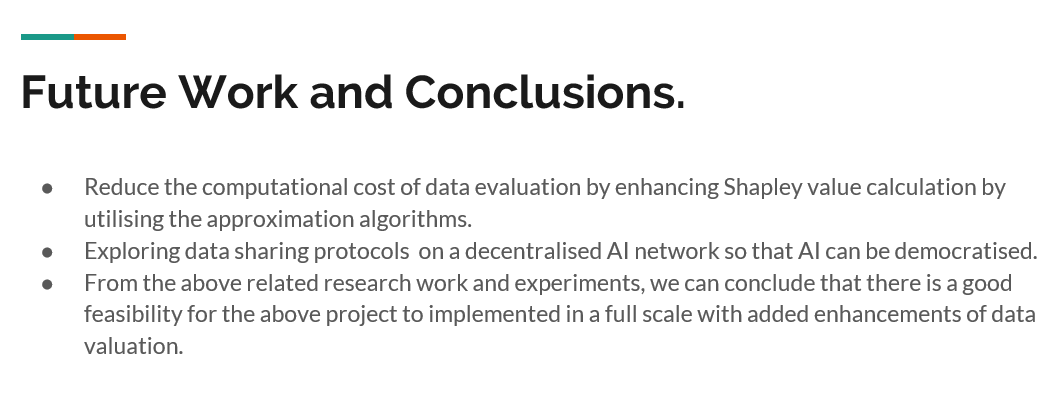 Future Work and Conclusions.
● Reduce the computational cost of data evaluation by enhancing Shapley value calculation by
utilising the approximation algorithms.
● Exploring data sharing protocols  on a decentralised AI network so that AI can be democratised.
● From the above related research work and experiments, we can conclude that there is a good
feasibility for the above project to implemented in a full scale with added enhancements of data
valuation.